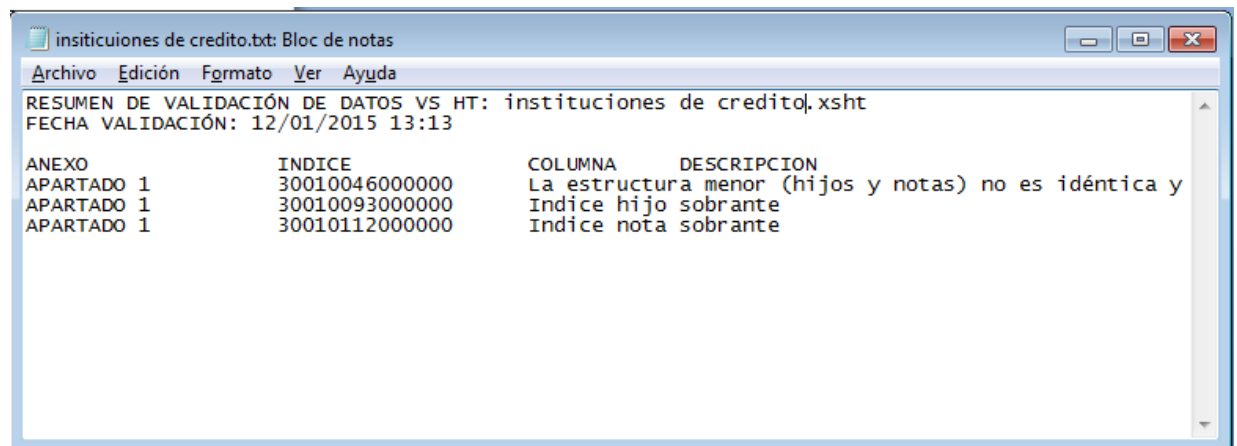 insiticuiones de credito.txt: Bloc de notas
Archivo Edición Formato Ver Ayuda
RESUMEN DE VALIDACIÓN DE DATOS VS HT: instituciones de credito.xsht
FECHA VALIDACIÓN: 12/01/2015 13:13
ANEXO INDICE COLUMNA DESCRIPCION
APARTADO 1 30010046000000 La estructura menor (hijos y notas) no es idéntica y
APARTADO 1 30010093000000 Indice hijo sobrante
APARTADO 1 30010112000000 Indice nota sobrante